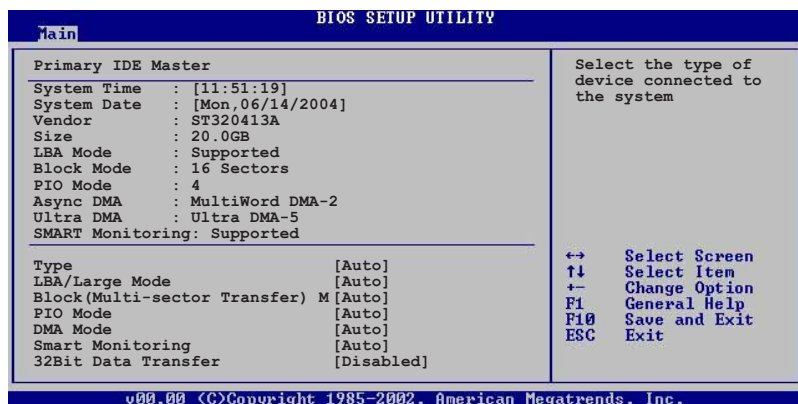 BIOS SETUP UTILITY
Main
Primary IDE Master
System Time : [11:51:19]
System Date : [Mon,06/14/2004]
Vendor : ST320413A
Size : 20.0GB
LBA Mode : Supported
Block Mode : 16 Sectors
PIO Mode : 4
Async DMA : MultiWord DMA-2
Ultra DMA : Ultra DMA-5
SMART Monitoring: Supported
Type [Auto]
LBA/Large Mode [Auto]
Block(Multi-sector Transfer) M [Auto]
PIO Mode [Auto]
DMA Mode [Auto]
Smart Monitoring [Auto]
32Bit Data Transfer [Disabled]
Select the type of
device connected to
the system
←→ Select Screen
↑↓ Select Item
+- Change Option
F1 General Help
F10 Save and Exit
ESC Exit
v00.00 (C)Copyright 1985-2002, American Megatrends, Inc.